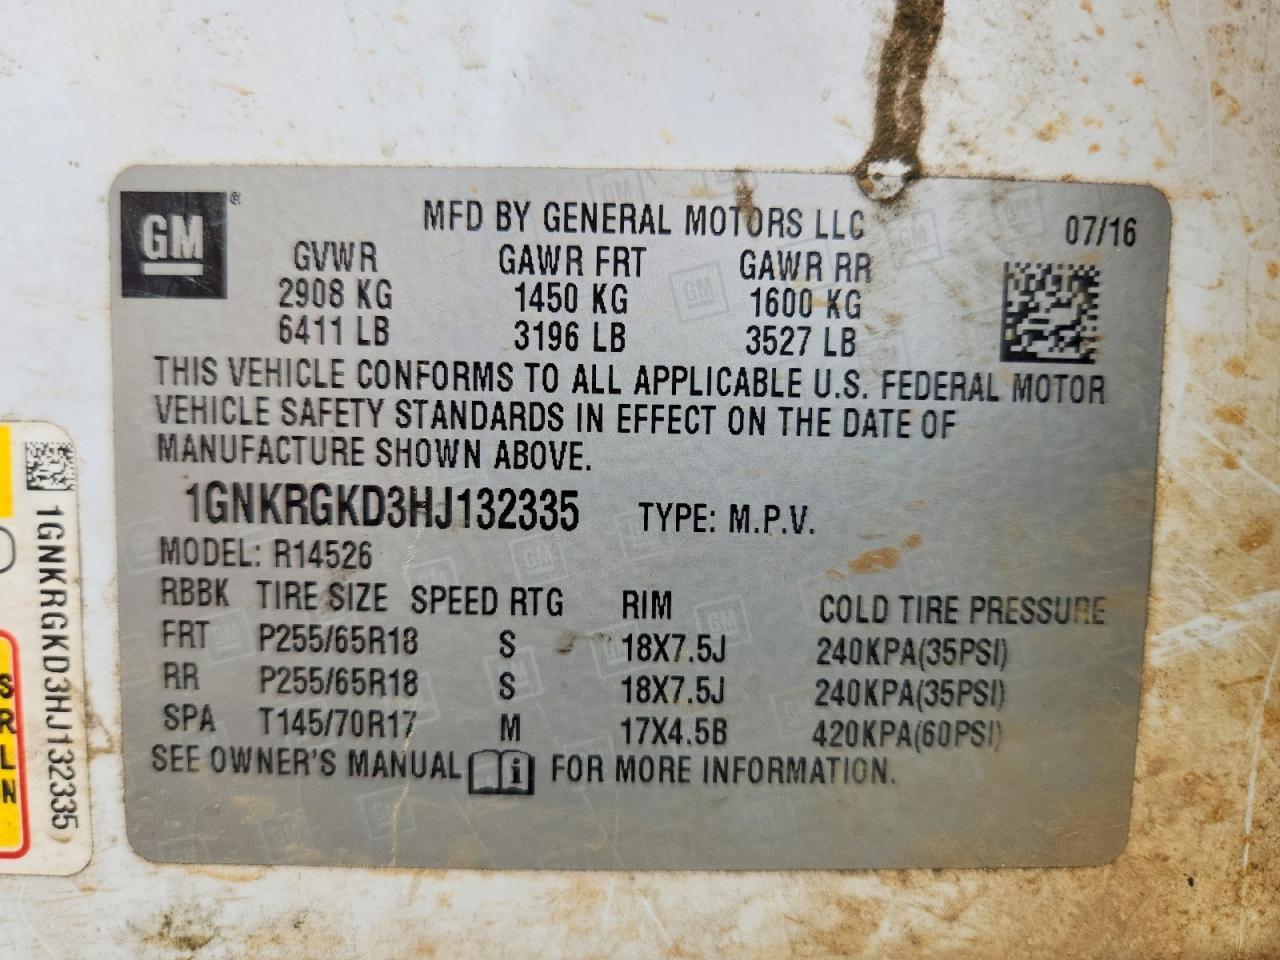 GM®
MFD BY GENERAL MOTORS LLC
07/16
GVWR GAWR FRT GAWR RR
2908 KG 1450 KG 1600 KG
6411 LB 3196 LB 3527 LB
THIS VEHICLE CONFORMS TO ALL APPLICABLE U.S. FEDERAL MOTOR
VEHICLE SAFETY STANDARDS IN EFFECT ON THE DATE OF
MANUFACTURE SHOWN ABOVE.
1GNKRGKD3HJ132335 TYPE: M.P.V.
MODEL: R14526
RBBK TIRE SIZE SPEED RTG RIM COLD TIRE PRESSURE
FRT P255/65R18 S 18X7.5J 240KPA(35PSI)
RR P255/65R18 S 18X7.5J 240KPA(35PSI)
SPA T145/70R17 M 17X4.5B 420KPA(60PSI)
SEE OWNER'S MANUAL i FOR MORE INFORMATION.
1GNKRGKD3HJ132335
S
R
L
N